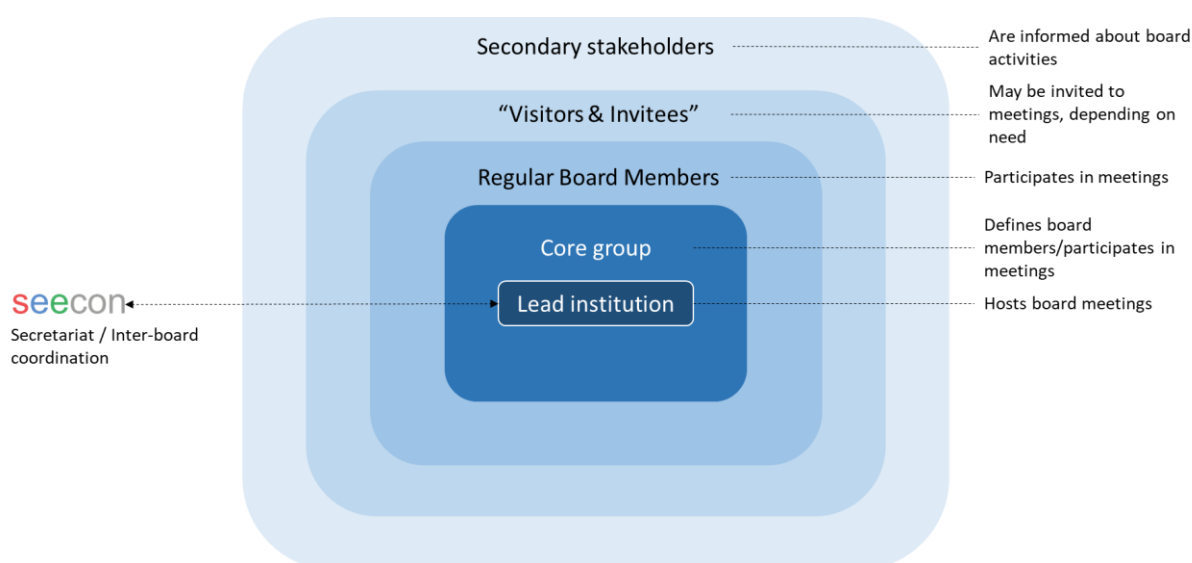 Secondary stakeholders
Are informed about board
activities
“Visitors & Invitees”
May be invited to
meetings, depending on
need
Regular Board Members
Participates in meetings
Core group
Defines board
members/participates in
meetings
Lead institution
Hosts board meetings
seecon
Secretariat / Inter-board
coordination